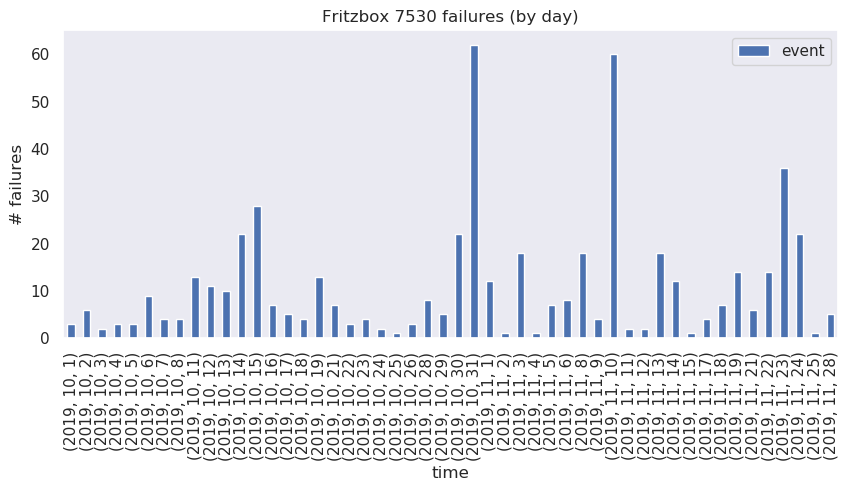 Fritzbox 7530 failures (by day)
event
# failures
60
50
40
30
20
10
0
(2019, 10, 1)
(2019, 10, 2)
(2019, 10, 3)
(2019, 10, 4)
(2019, 10, 5)
(2019, 10, 6)
(2019, 10, 7)
(2019, 10, 8)
(2019, 10, 11)
(2019, 10, 12)
(2019, 10, 13)
(2019, 10, 14)
(2019, 10, 15)
(2019, 10, 16)
(2019, 10, 17)
(2019, 10, 18)
(2019, 10, 19)
(2019, 10, 21)
(2019, 10, 22)
(2019, 10, 23)
(2019, 10, 24)
(2019, 10, 25)
(2019, 10, 26)
(2019, 10, 28)
(2019, 10, 29)
(2019, 10, 30)
(2019, 10, 31)
(2019, 11, 1)
(2019, 11, 2)
(2019, 11, 3)
(2019, 11, 4)
(2019, 11, 5)
(2019, 11, 6)
(2019, 11, 8)
(2019, 11, 9)
(2019, 11, 10)
(2019, 11, 11)
(2019, 11, 12)
(2019, 11, 13)
(2019, 11, 14)
(2019, 11, 15)
(2019, 11, 17)
(2019, 11, 18)
(2019, 11, 19)
(2019, 11, 21)
(2019, 11, 22)
(2019, 11, 23)
(2019, 11, 24)
(2019, 11, 25)
(2019, 11, 28)
time